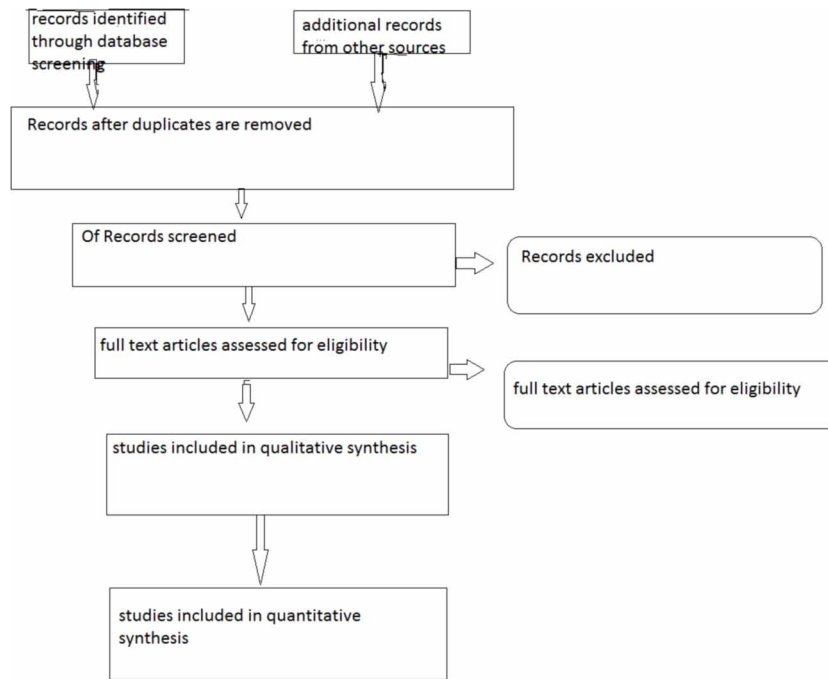 records identified
through database
screening
additional records
from other sources
Records after duplicates are removed
Of Records screened
Records excluded
full text articles assessed for eligibility
full text articles assessed for eligibility
studies included in qualitative synthesis
studies included in quantitative
synthesis